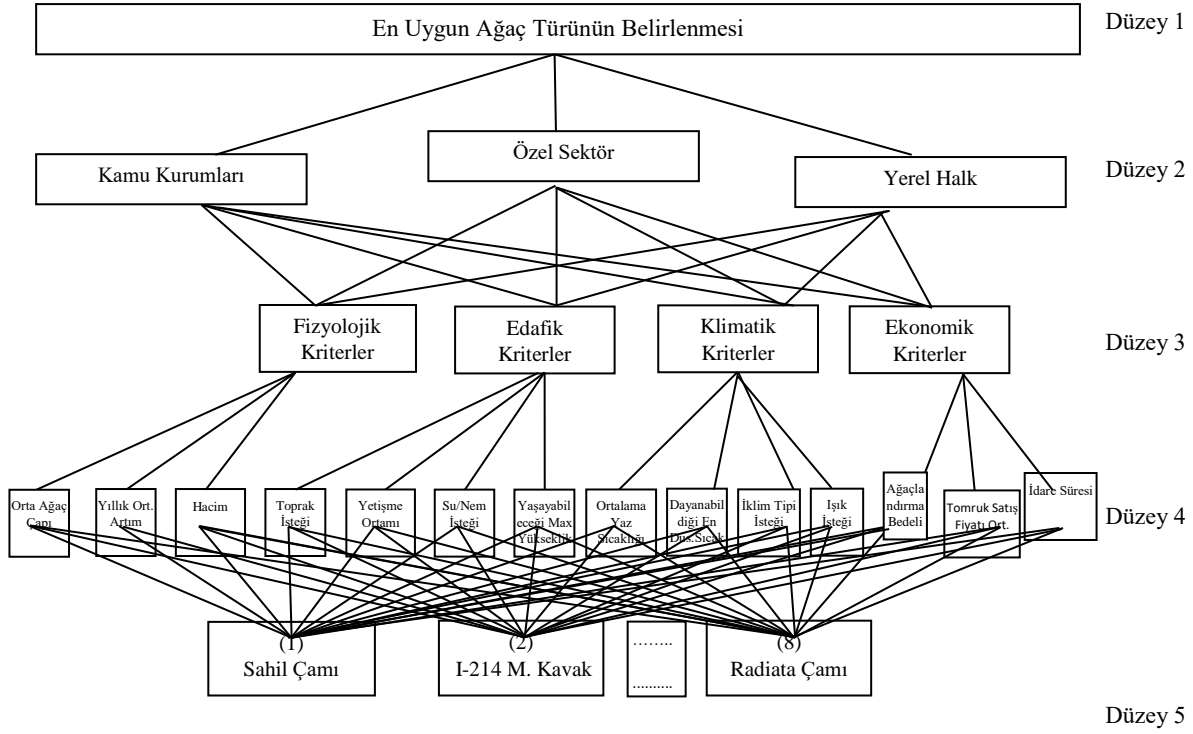 En Uygun Ağaç Türünün Belirlenmesi
Düzey 1
Kamu Kurumları
Özel Sektör
Yerel Halk
Düzey 2
Fizyolojik
Kriterler
Edafik
Kriterler
Klimatik
Kriterler
Ekonomik
Kriterler
Düzey 3
Orta Ağaç
Çapı
Yıllık Ort.
Artım
Hacim
Toprak
İsteği
Yetişme
Ortamı
Su/Nem
İsteği
Yaşayabil
eceği Max
Yükseklik
Ortalama
Yaz
Sıcaklığı
Dayanabil
diği En
Düş.Sıcak
İklim Tipi
İsteği
Işık
İsteği
Ağaçla
ndırma
Bedeli
Tomruk Satış
Fiyatı Ort.
İdare Süresi
Düzey 4
(1)
Sahil Çamı
(2)
I-214 M. Kavak
……..
..........
(8)
Radiata Çamı
Düzey 5